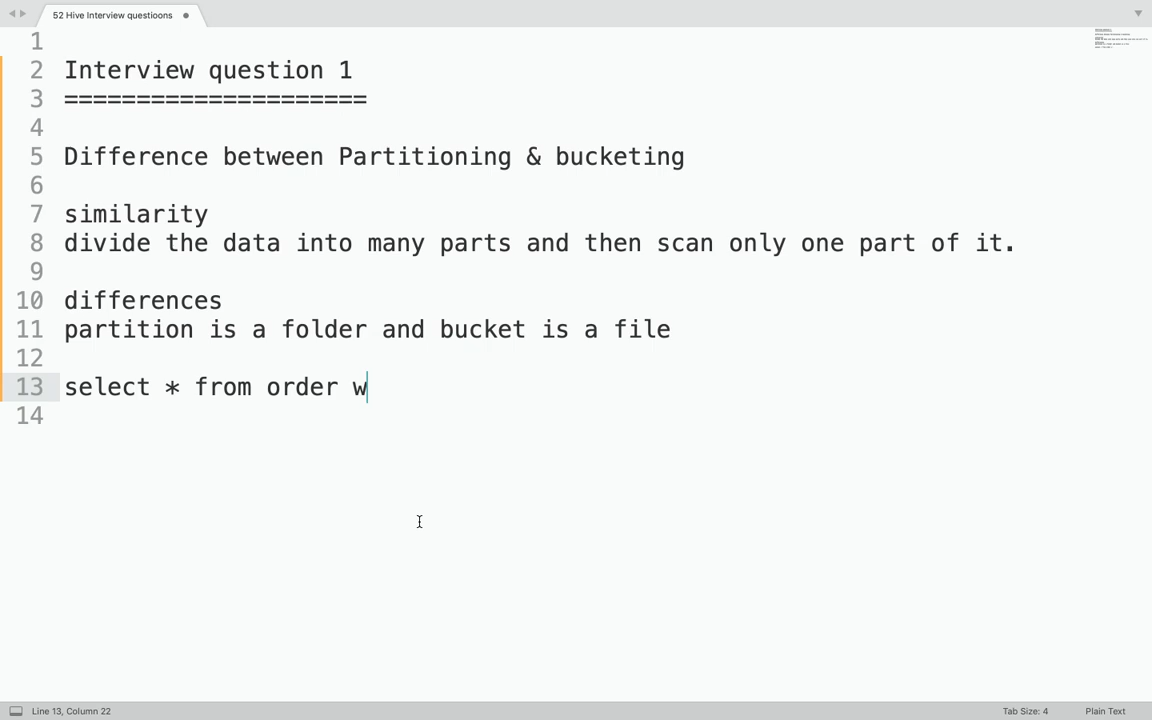 52 Hive Interview questioons
1
2 Interview question 1
3 =====================
4
5 Difference between Partitioning & bucketing
6
7 similarity
8 divide the data into many parts and then scan only one part of it.
9
10 differences
11 partition is a folder and bucket is a file
12
13 select * from order w
14
Line 13, Column 22
Tab Size: 4
Plain Text